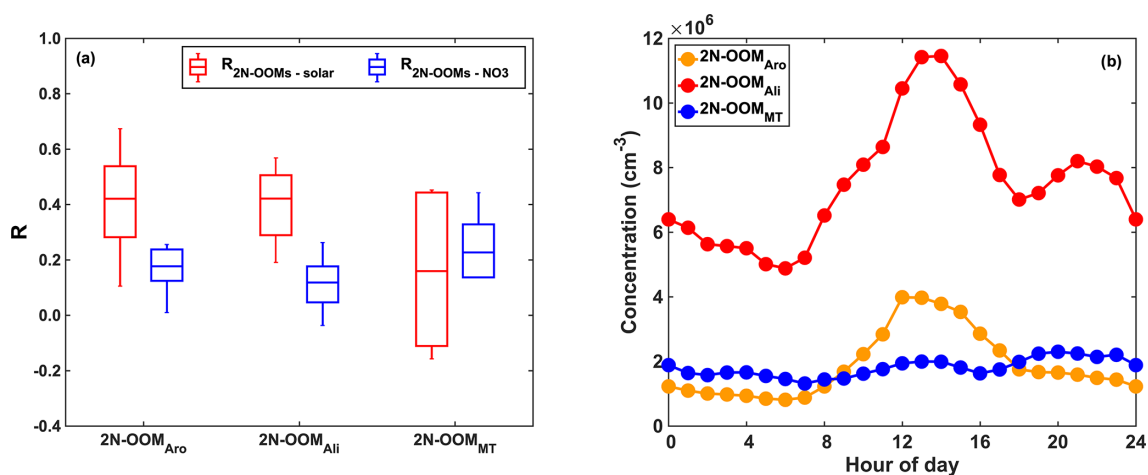 (a)
R2N-OOMs - solar
R2N-OOMs - NO3
R
1.0
0.8
0.6
0.4
0.2
0.0
0.2
-0.4
2N-OOMAro
2N-OOMAli
2N-OOMMT
× 10^6
(b)
2N-OOMAro
2N-OOMAli
2N-OOMMT
Concentration (cm-3)
12
10
8
6
4
2
0
0 4 8 12 16 20 24
Hour of day